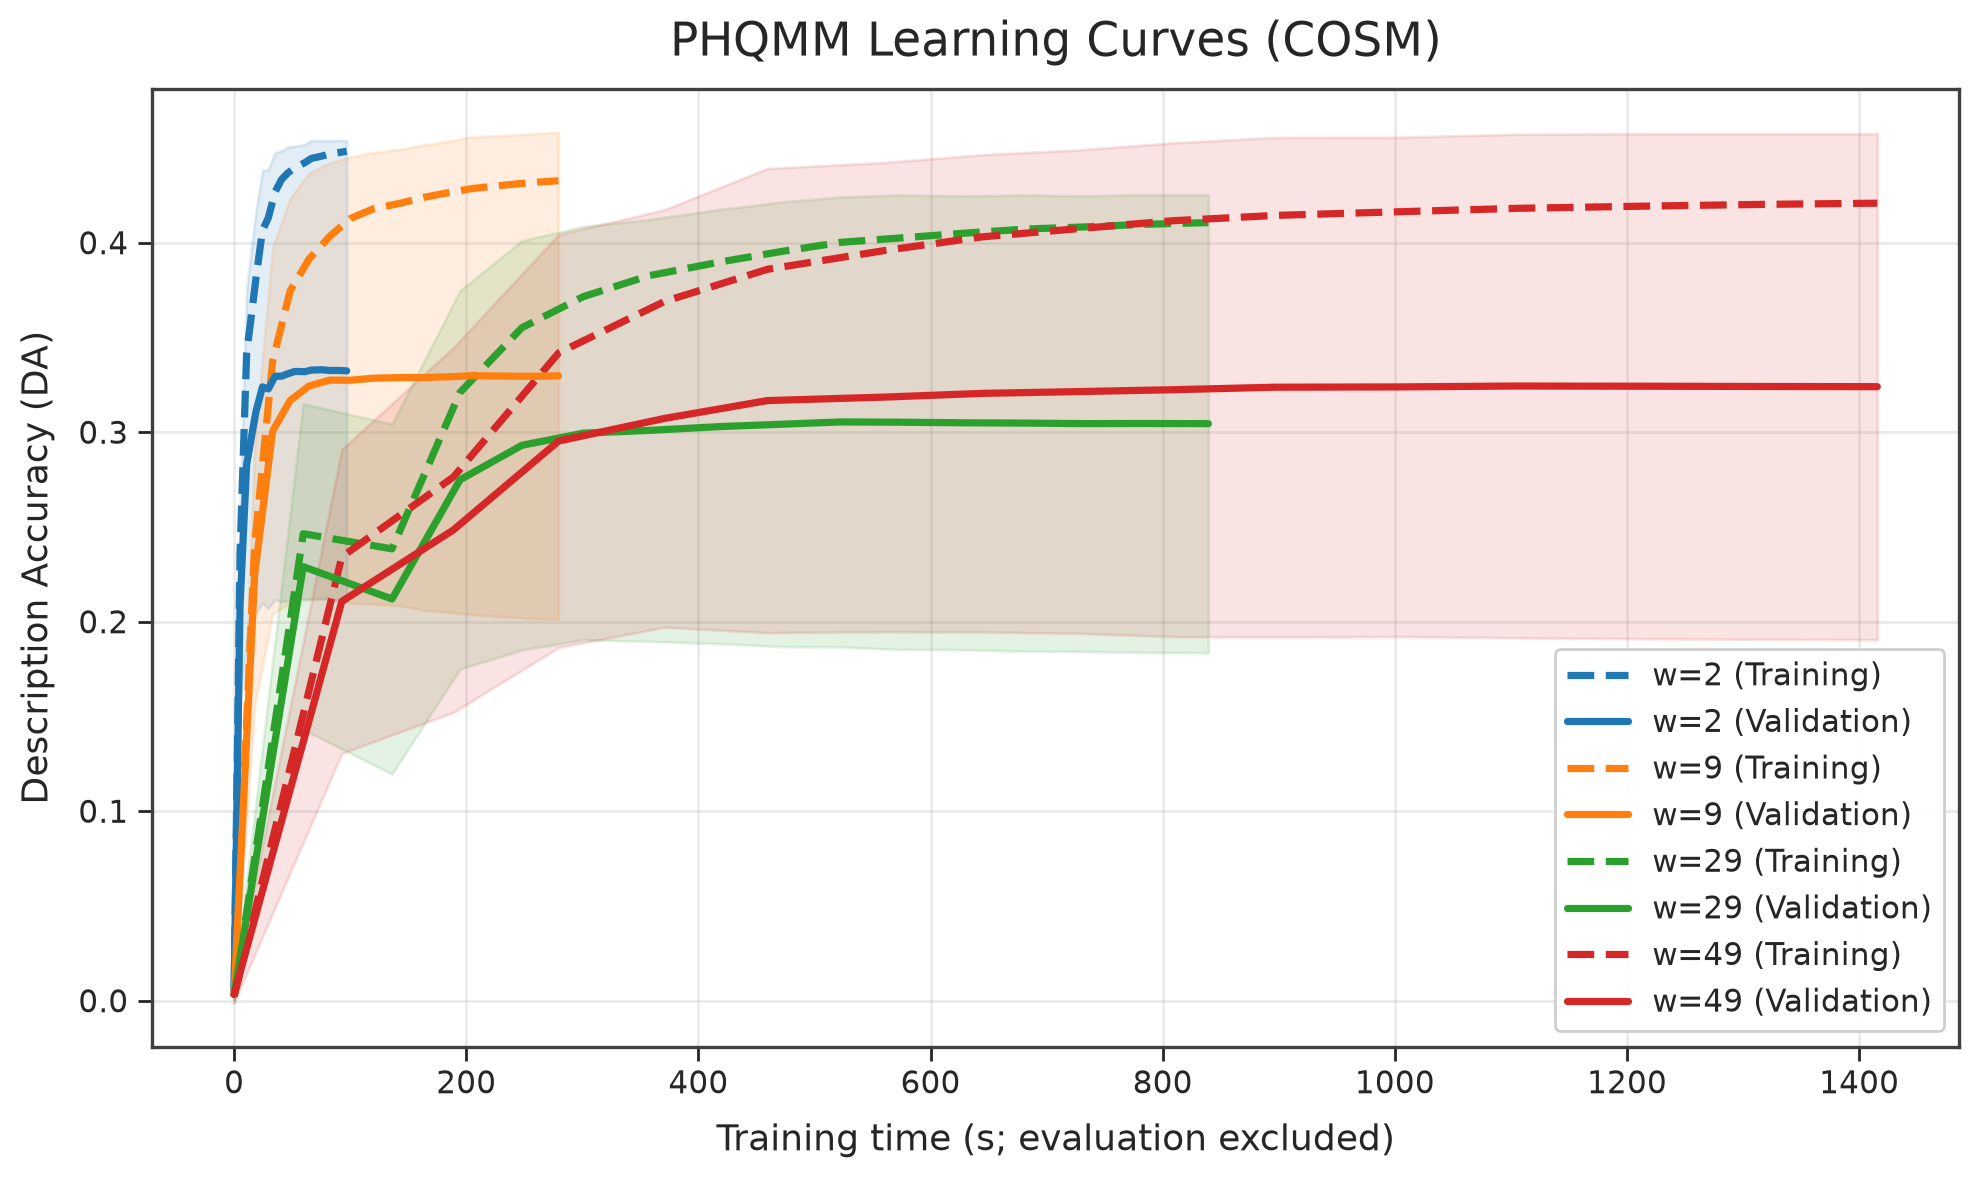 PHQMM Learning Curves (COSM)
Description Accuracy (DA)
0.4
0.3
0.2
0.1
0.0
0 200 400 600 800 1000 1200 1400
Training time (s; evaluation excluded)
w=2 (Training)
w=2 (Validation)
w=9 (Training)
w=9 (Validation)
w=29 (Training)
w=29 (Validation)
w=49 (Training)
w=49 (Validation)